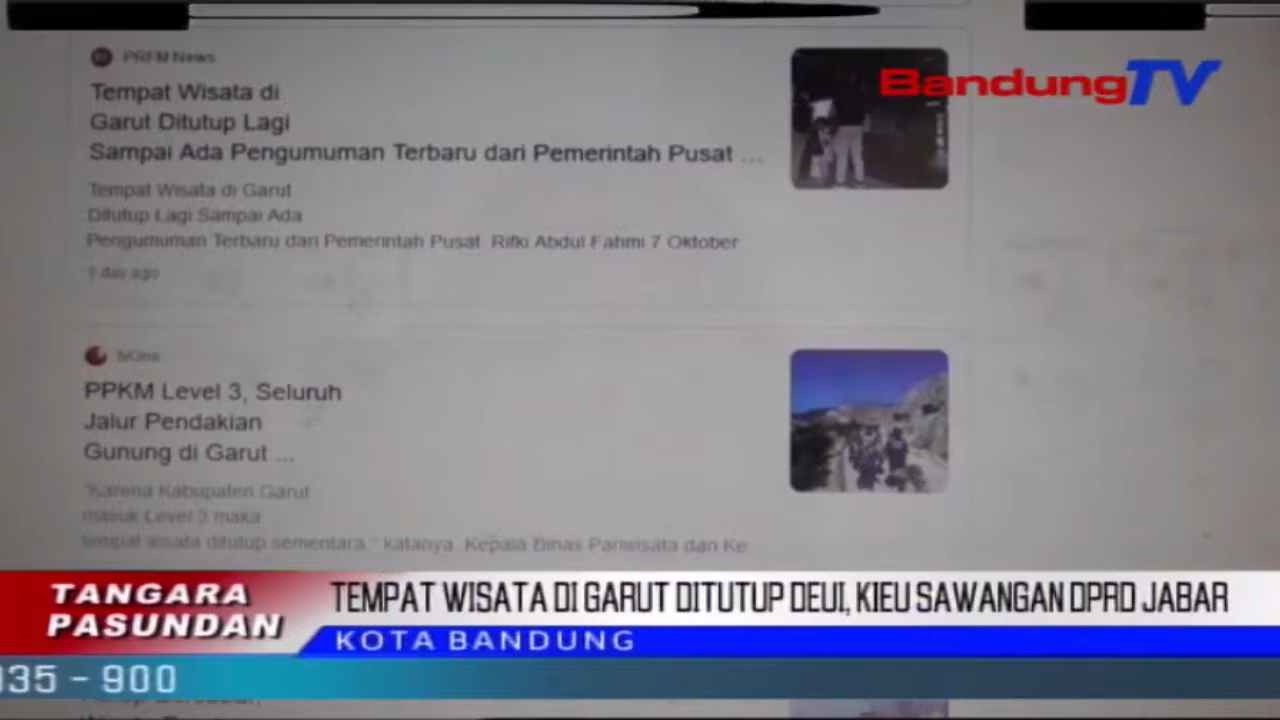 PRFM News
Tempat Wisata di
Garut Ditutup Lagi
Sampai Ada Pengumuman Terbaru dari Pemerintah Pusat ...
Tempat Wisata di Garut
Ditutup Lagi Sampai Ada
Pengumuman Terbaru dari Pemerintah Pusat Rifki Abdul Fahmi 7 Oktober
1 day ago
BandungTV
PPKM Level 3, Seluruh
Jalur Pendakian
Gunung di Garut ...
"Karena Kabupaten Garut
masuk Level 3 maka
tempat wisata ditutup sementara," katanya Kepala Dinas Pariwisata dan Ke
TANGARA
PASUNDAN
TEMPAT WISATA DI GARUT DITUTUP DEUI, KIEU SAWANGAN DPRD JABAR
KOTA BANDUNG
035 - 900